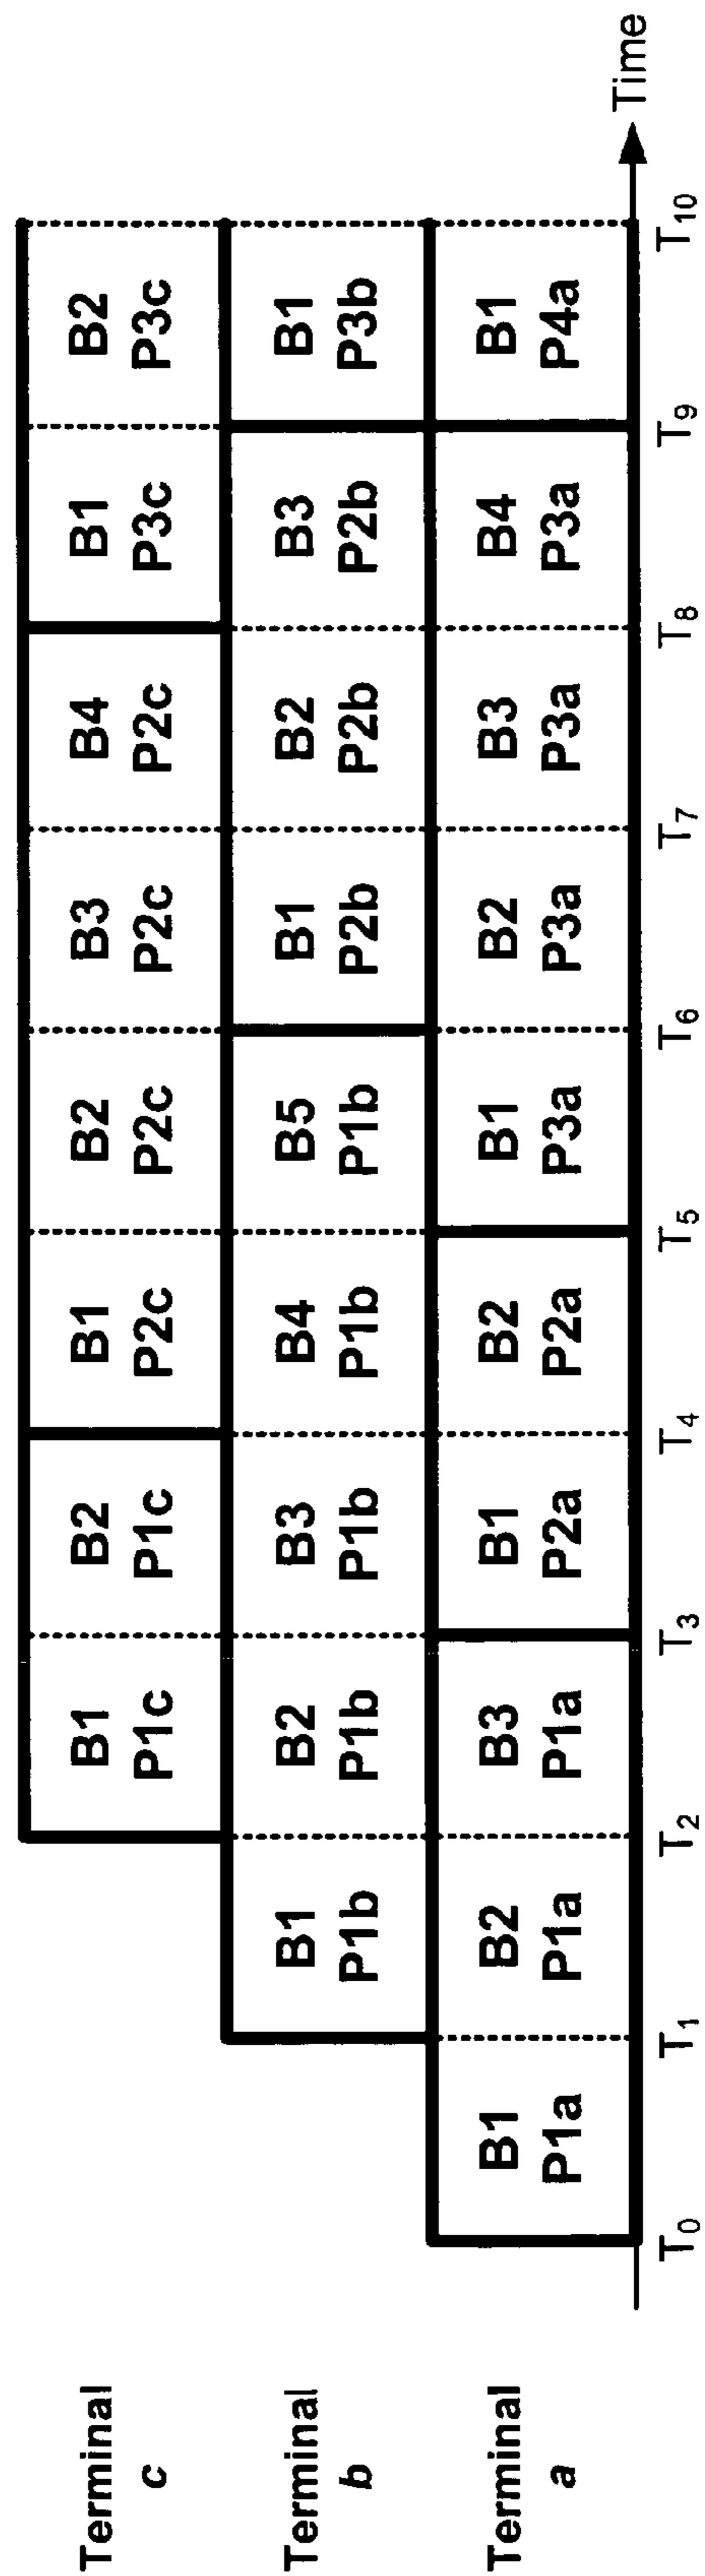 Terminal
c
B1
P1c
B2
P1c
B1
P2c
B2
P2c
B3
P2c
B4
P2c
B1
P3c
B2
P3c
Terminal
b
B1
P1b
B2
P1b
B3
P1b
B4
P1b
B5
P1b
B1
P2b
B2
P2b
B3
P2b
B1
P3b
Terminal
a
B1
P1a
B2
P1a
B3
P1a
B1
P2a
B2
P2a
B1
P3a
B2
P3a
B3
P3a
B4
P3a
B1
P4a
Time
T0
T1
T2
T3
T4
T5
T6
T7
T8
T9
T10